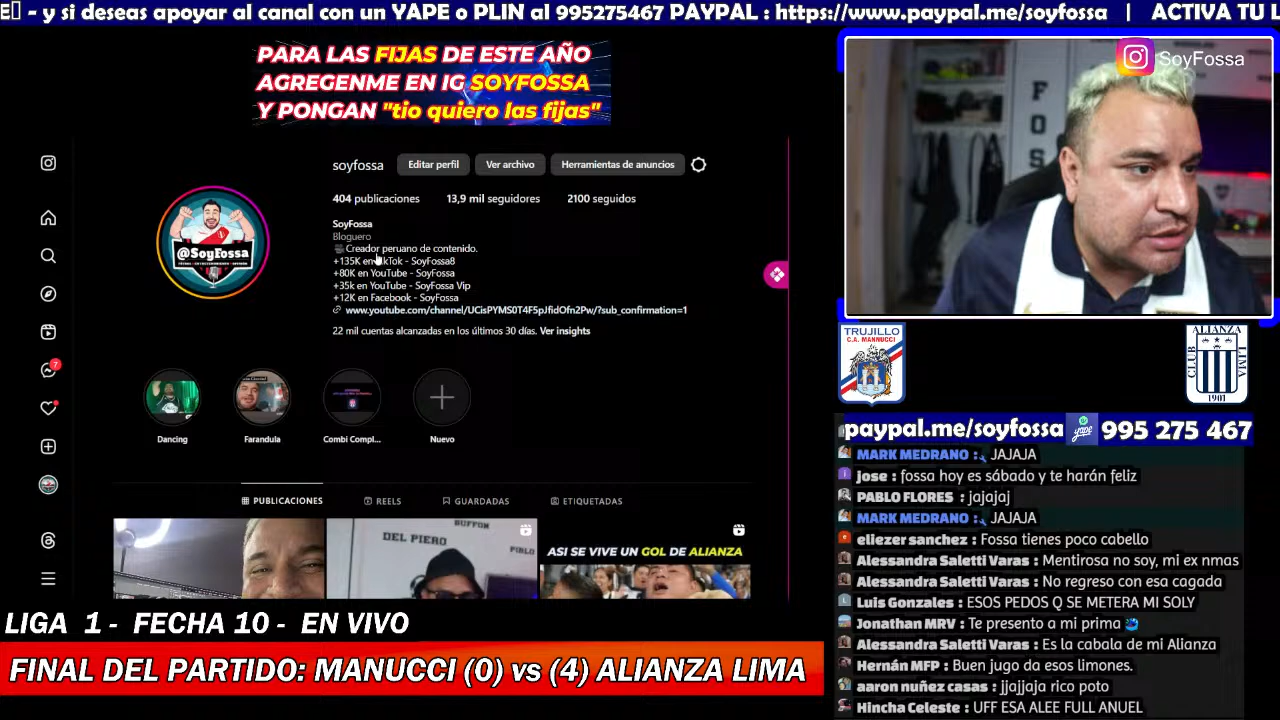 - y si deseas apoyar al canal con un YAPE o PLIN al 995275467 PAYPAL : https://www.paypal.me/soyfossa | ACTIVA TU
PARA LAS FIJAS DE ESTE AÑO
AGREGENME EN IG SOYFOSSA
Y PONGAN "tio quiero las fijas"
SoyFossa
F
O
S
soyfossa Editar perfil Ver archivo Herramientas de anuncios
404 publicaciones 13,9 mil seguidores 2100 seguidos
SoyFossa
Bloguero
Creador peruano de contenido.
+135K en TikTok - SoyFossa8
+80K en YouTube - SoyFossa
+35k en YouTube - SoyFossa Vip
+12K en Facebook - SoyFossa
www.youtube.com/channel/UCisPYMS0T4F5pJfidOfn2Pw/?sub_confirmation=1
22 mil cuentas alcanzadas en los últimos 30 días. Ver insights
@SoyFossa
7
Dancing Farandula Combi Compl... Nuevo
PUBLICACIONES REELS GUARDADAS ETIQUETADAS
BUFFON
DEL PIERO
ASI SE VIVE UN GOL DE ALIANZA
TRUJILLO
C.A. MANNUCCI
ALIANZA
CLUB
LIMA
1901
paypal.me/soyfossa yape 995 275 467
MARK MEDRANO : JAJAJA
jose : fossa hoy es sábado y te harán feliz
PABLO FLORES : jajajaj
MARK MEDRANO : JAJAJA
eliezer sanchez : Fossa tienes poco cabello
Alessandra Saletti Varas : Mentirosa no soy, mi ex nmas
Alessandra Saletti Varas : No regreso con esa cagada
Luis Gonzales : ESOS PEDOS Q SE METERA MI SOLY
Jonathan MRV : Te presento a mi prima
Alessandra Saletti Varas : Es la cabala de mi Alianza
Hernán MFP : Buen jugo da esos limones.
aaron nuñez casas : jjajjaja rico poto
Hincha Celeste : UFF ESA ALEE FULL ANUEL
LIGA 1 - FECHA 10 - EN VIVO
FINAL DEL PARTIDO: MANUCCI (0) vs (4) ALIANZA LIMA